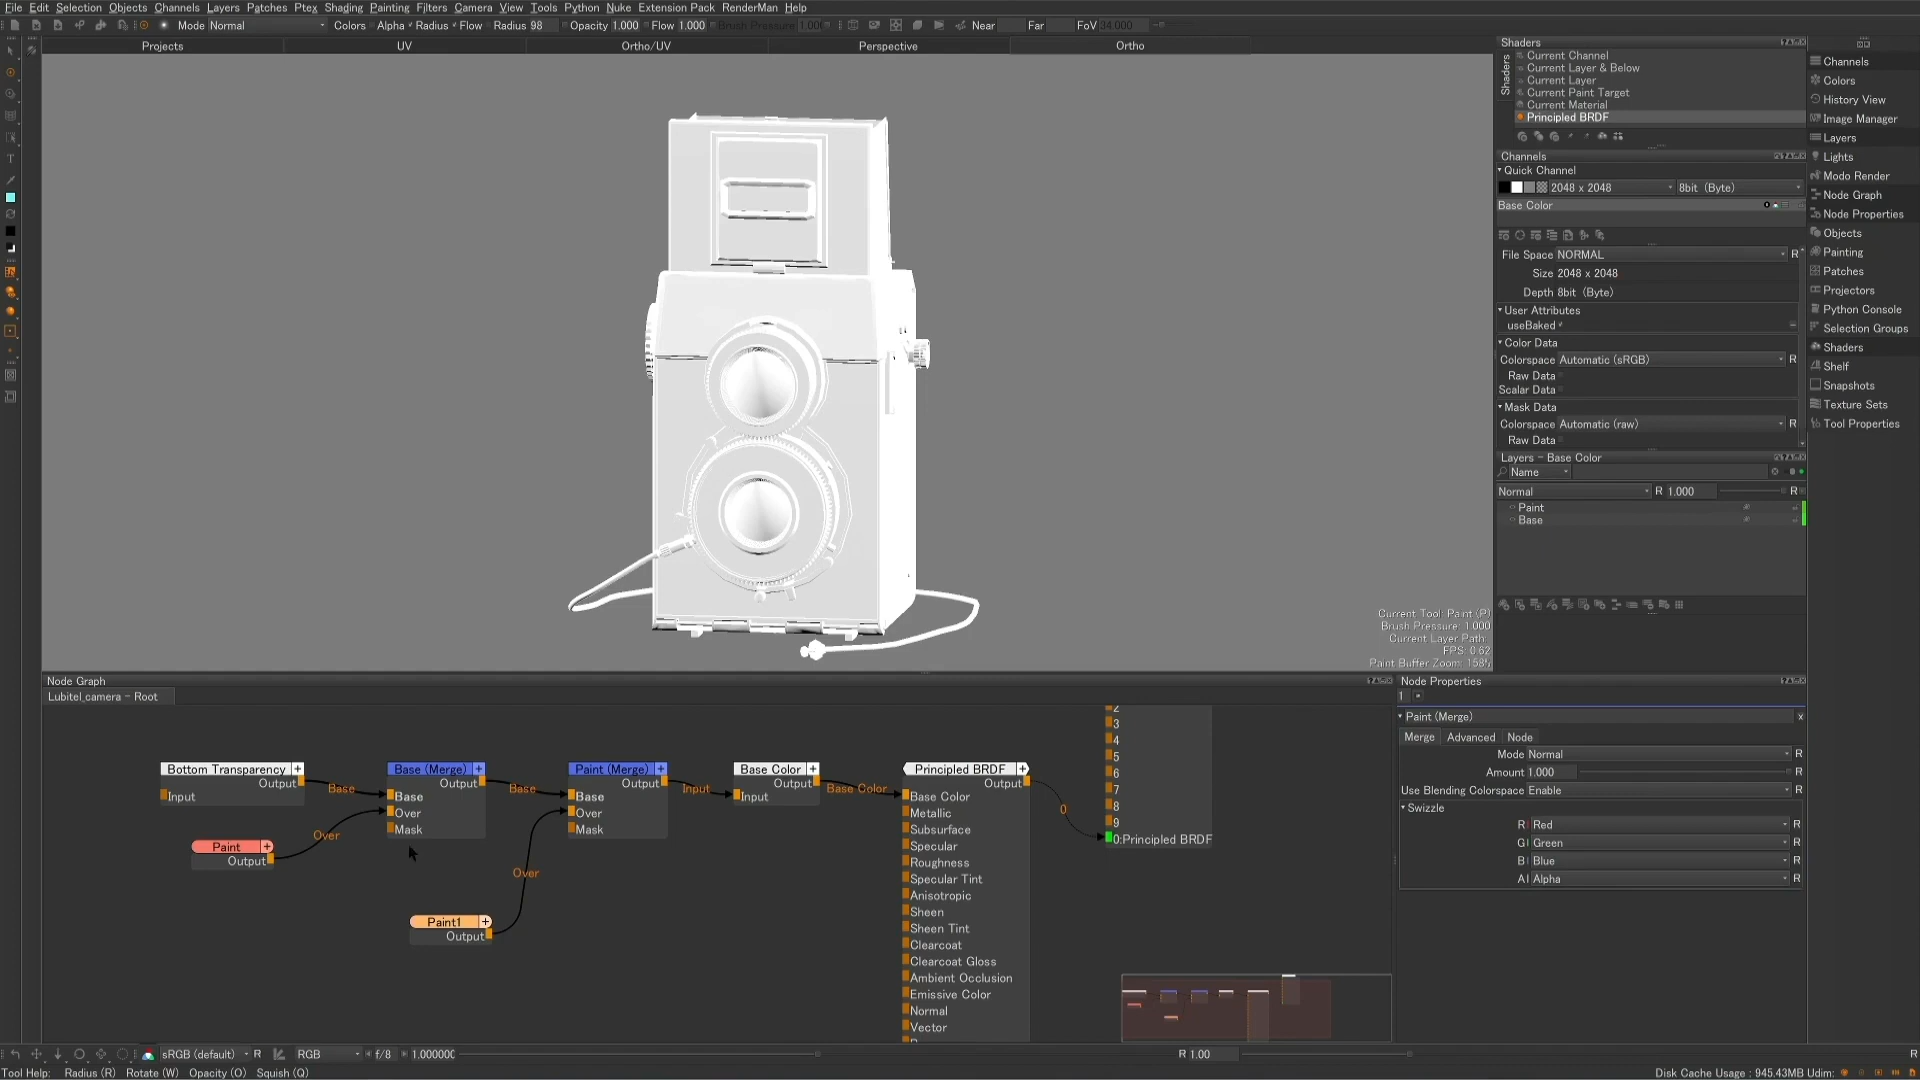 File Edit Selection Objects Channels Layers Patches Ptex Shading Painting Filters Camera View Tools Python Nuke Extension Pack RenderMan Help
Mode Normal Colors Alpha Radius Flow Radius 98 Opacity 1.000 Flow 1.000 Brush Pressure Near Far FoV 34.000
Projects UV Ortho/UV Perspective Ortho
Shaders
Shaders
Current Channel
Current Layer & Below
Current Layer
Current Paint Target
Current Material
Principled BRDF
Channels
Quick Channel
2048 x 2048 8bit (Byte)
Base Color
File Space NORMAL R
Size 2048 x 2048
Depth 8bit (Byte)
User Attributes
useBaked
Color Data
Colorspace Automatic (sRGB) R
Raw Data
Scalar Data
Mask Data
Colorspace Automatic (raw) R
Raw Data
Layers - Base Color
Name
Normal R 1.000 R
Paint
Base
Channels
Colors
History View
Image Manager
Layers
Lights
Modo Render
Node Graph
Node Properties
Objects
Painting
Patches
Projectors
Python Console
Selection Groups
Shaders
Shelf
Snapshots
Texture Sets
Tool Properties
Current Tool: Paint (P)
Brush Pressure: 1.000
Current Layer Path:
FPS: 0.62
Paint Buffer Zoom: 158%
Node Graph
Lubitel_camera - Root
Bottom Transparency +
Output
Input
Base
Base (Merge) +
Output
Base
Over
Mask
Base
Paint (Merge) +
Output
Base
Over
Mask
Input
Base Color +
Output
Input
Base Color
Principled BRDF +
Output
Base Color
Metallic
Subsurface
Specular
Roughness
Specular Tint
Anisotropic
Sheen
Sheen Tint
Clearcoat
Clearcoat Gloss
Ambient Occlusion
Emissive Color
Normal
Vector
0
2
3
4
5
6
7
8
9
0:Principled BRDF
Paint +
Output
Over
Paint1 +
Output
Over
Node Properties
1
Paint (Merge) x
Merge Advanced Node
Mode Normal R
Amount 1.000 R
Use Blending Colorspace Enable R
Swizzle
R Red R
G Green R
B Blue R
A Alpha R
sRGB (default) R RGB f/8 1.000000 R 1.00 R
Tool Help: Radius (R) Rotate (W) Opacity (O) Squish (Q)
Disk Cache Usage : 945.43MB Udim: